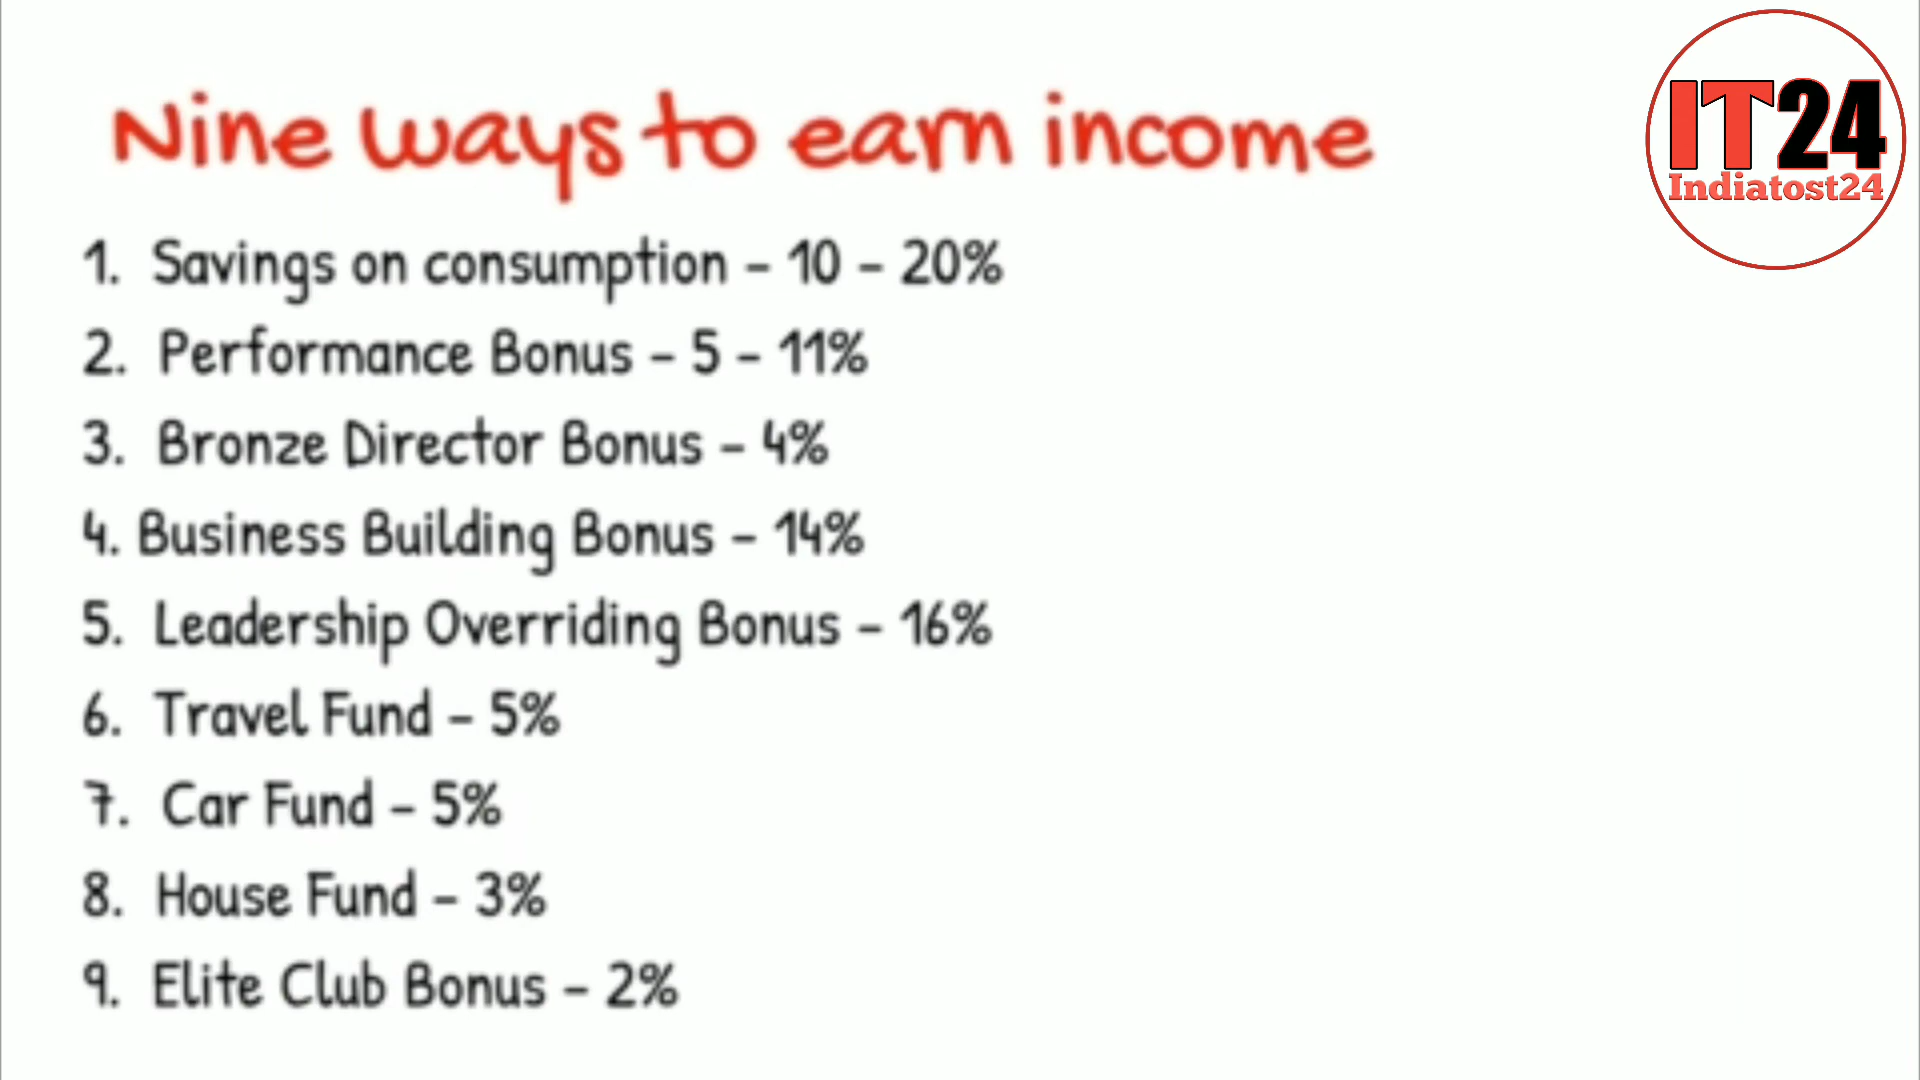 Nine ways to earn income
IT24
Indiatost24
1. Savings on consumption – 10 – 20%
2. Performance Bonus – 5 – 11%
3. Bronze Director Bonus – 4%
4. Business Building Bonus – 14%
5. Leadership Overriding Bonus – 16%
6. Travel Fund – 5%
7. Car Fund – 5%
8. House Fund – 3%
9. Elite Club Bonus – 2%